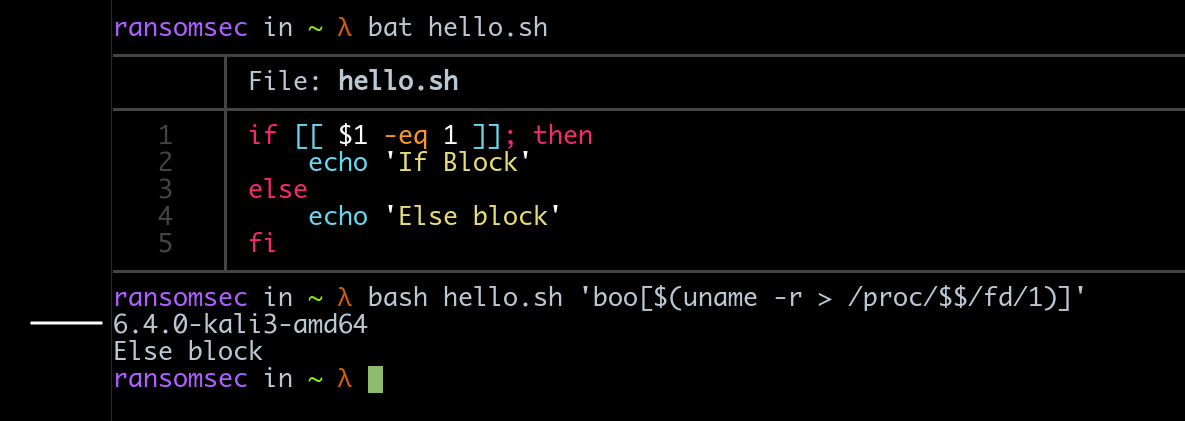 ransomsec in ~ λ bat hello.sh
File: hello.sh
1 if [[ $1 -eq 1 ]]; then
2     echo 'If Block'
3 else
4     echo 'Else block'
5 fi
ransomsec in ~ λ bash hello.sh 'boo[$(uname -r > /proc/$$/fd/1)]'
6.4.0-kali3-amd64
Else block
ransomsec in ~ λ